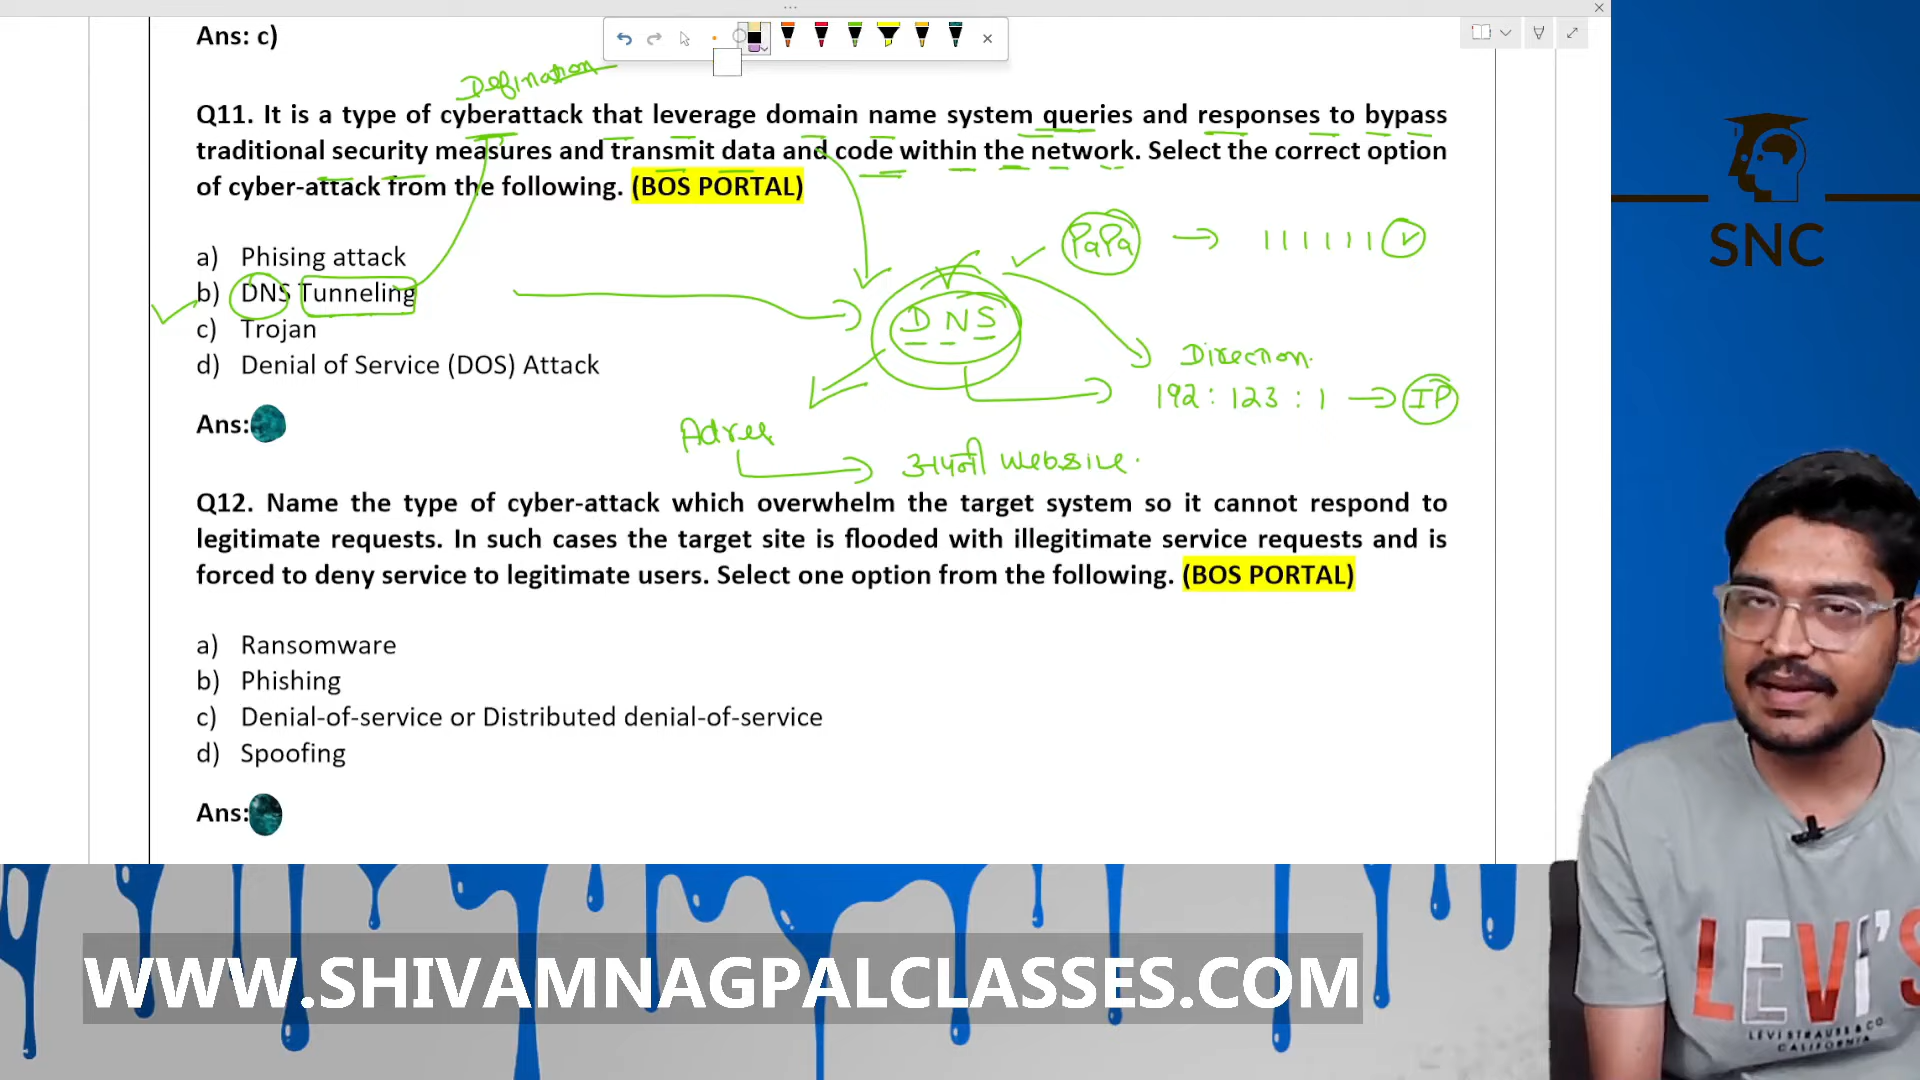 Ans: c)
Defination
Q11. It is a type of cyberattack that leverage domain name system queries and responses to bypass
traditional security measures and transmit data and code within the network. Select the correct option
of cyber-attack from the following. (BOS PORTAL)
PaPa → 111111
a) Phising attack
b) DNS Tunneling
c) Trojan
d) Denial of Service (DOS) Attack
DNS
Direction.
192 : 123 : 1 → IP
Ans:
Adress
अपनी website.
Q12. Name the type of cyber-attack which overwhelm the target system so it cannot respond to
legitimate requests. In such cases the target site is flooded with illegitimate service requests and is
forced to deny service to legitimate users. Select one option from the following. (BOS PORTAL)
a) Ransomware
b) Phishing
c) Denial-of-service or Distributed denial-of-service
d) Spoofing
Ans:
SNC
WWW.SHIVAMNAGPALCLASSES.COM
LEVI'S
LEVI STRAUSS & CO
CALIFORNIA